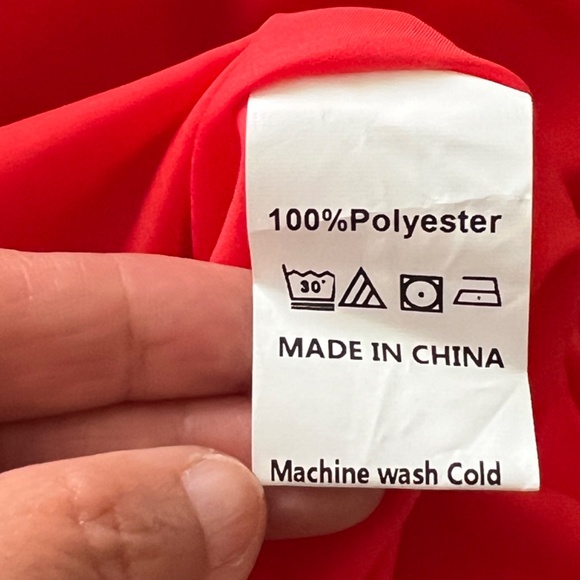 100%Polyester
30°
MADE IN CHINA
Machine wash Cold